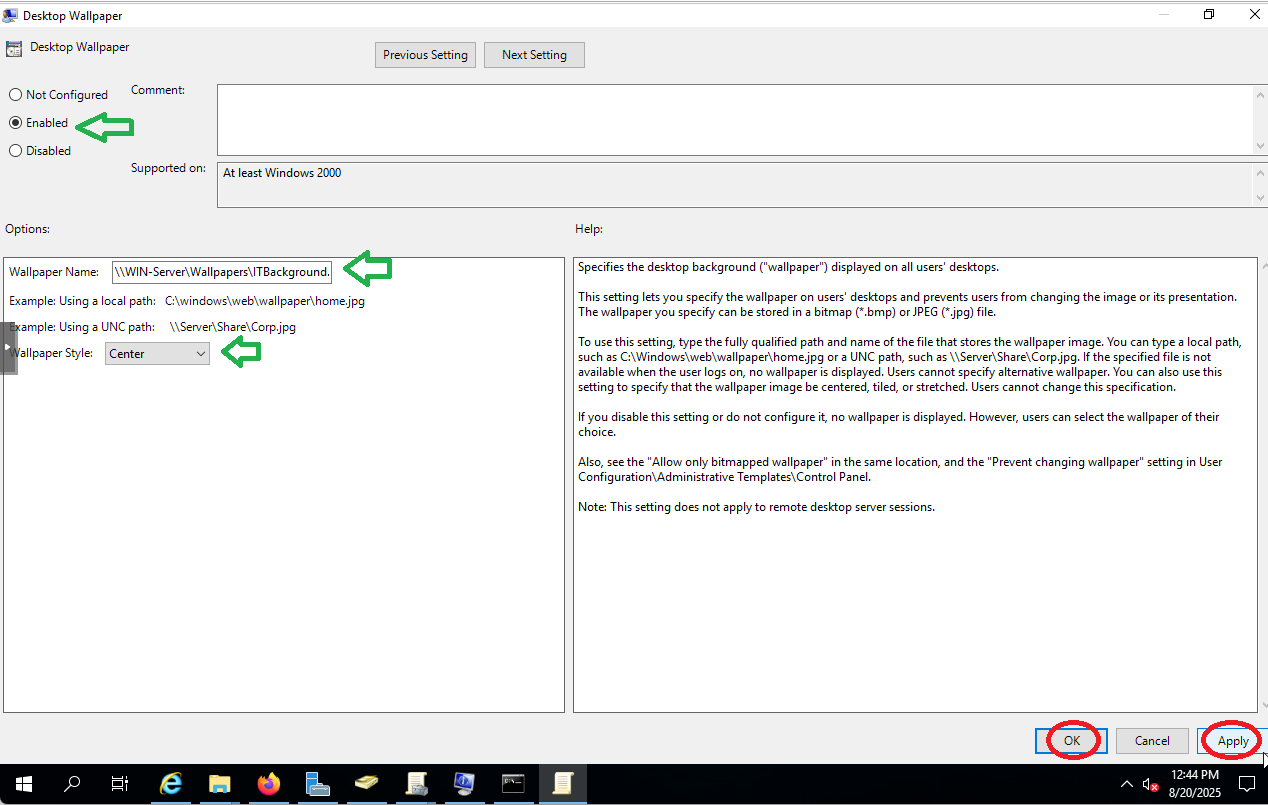 Desktop Wallpaper
Desktop Wallpaper
Previous Setting
Next Setting
Not Configured
Comment:
Enabled
Disabled
Supported on:
At least Windows 2000
Options:
Help:
Wallpaper Name: \\WIN-Server\Wallpapers\ITBackground.
Example: Using a local path: C:\windows\web\wallpaper\home.jpg
Example: Using a UNC path: \\Server\Share\Corp.jpg
Wallpaper Style: Center
Specifies the desktop background ("wallpaper") displayed on all users' desktops.
This setting lets you specify the wallpaper on users' desktops and prevents users from changing the image or its presentation.
The wallpaper you specify can be stored in a bitmap (*.bmp) or JPEG (*.jpg) file.
To use this setting, type the fully qualified path and name of the file that stores the wallpaper image. You can type a local path,
such as C:\Windows\web\wallpaper\home.jpg or a UNC path, such as \\Server\Share\Corp.jpg. If the specified file is not
available when the user logs on, no wallpaper is displayed. Users cannot specify alternative wallpaper. You can also use this
setting to specify that the wallpaper image be centered, tiled, or stretched. Users cannot change this specification.
If you disable this setting or do not configure it, no wallpaper is displayed. However, users can select the wallpaper of their
choice.
Also, see the "Allow only bitmapped wallpaper" in the same location, and the "Prevent changing wallpaper" setting in User
Configuration\Administrative Templates\Control Panel.
Note: This setting does not apply to remote desktop server sessions.
OK
Cancel
Apply
12:44 PM
8/20/2025